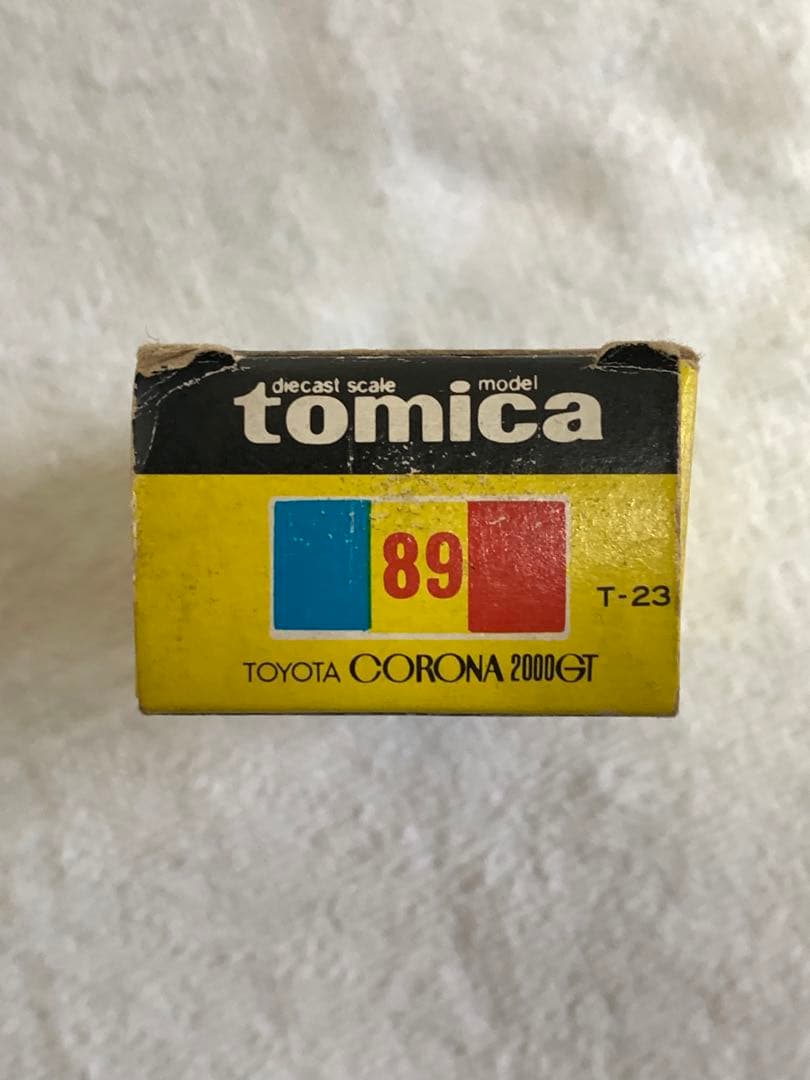 diecast scale model
tomica
89
T-23
TOYOTA CORONA 2000GT